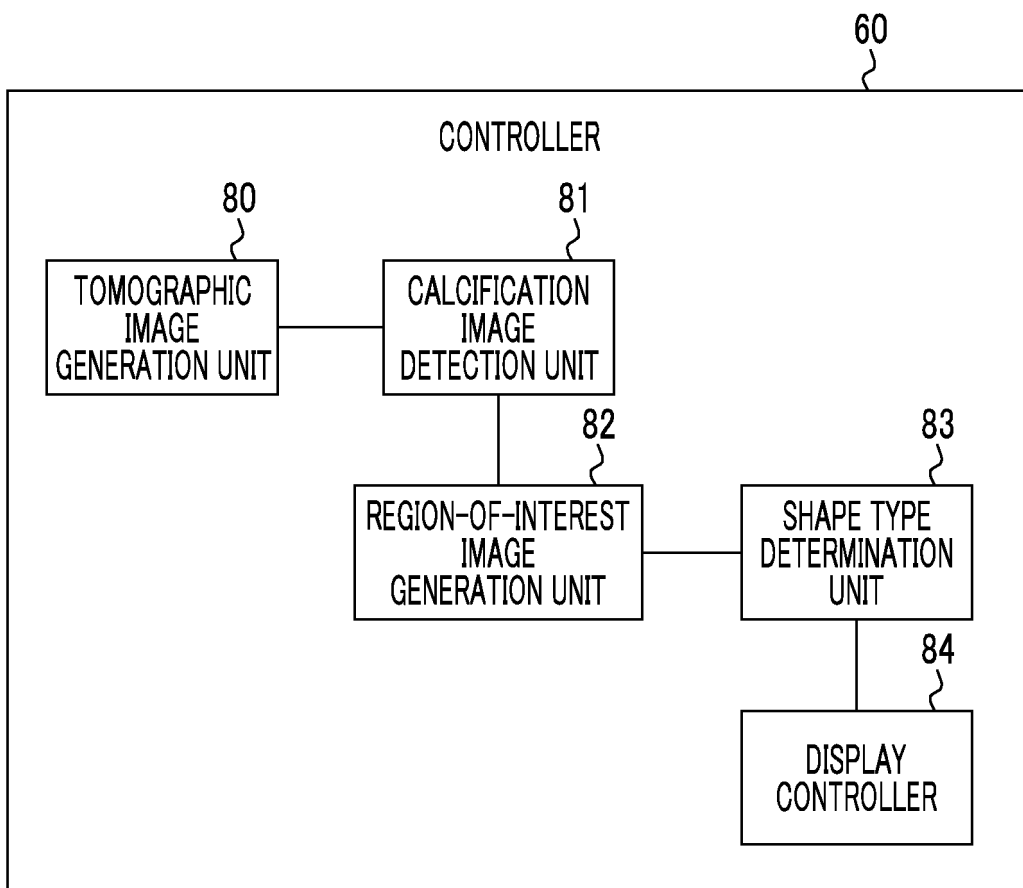 60
CONTROLLER
80
TOMOGRAPHIC
IMAGE
GENERATION UNIT
81
CALCIFICATION
IMAGE
DETECTION UNIT
82
REGION-OF-INTEREST
IMAGE
GENERATION UNIT
83
SHAPE TYPE
DETERMINATION
UNIT
84
DISPLAY
CONTROLLER